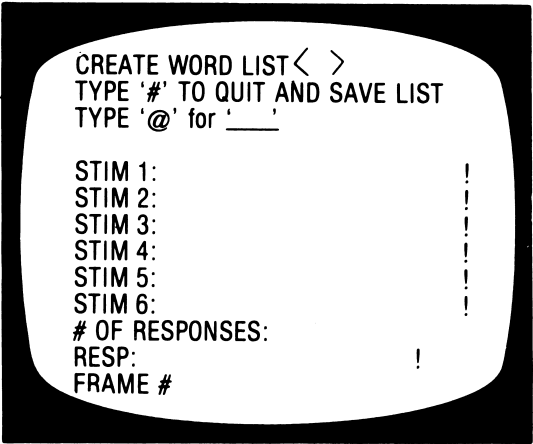 CREATE WORD LIST< >
TYPE '#' TO QUIT AND SAVE LIST
TYPE '@' for '____'
STIM 1: !
STIM 2: !
STIM 3: !
STIM 4: !
STIM 5: !
STIM 6: !
# OF RESPONSES:
RESP: !
FRAME #